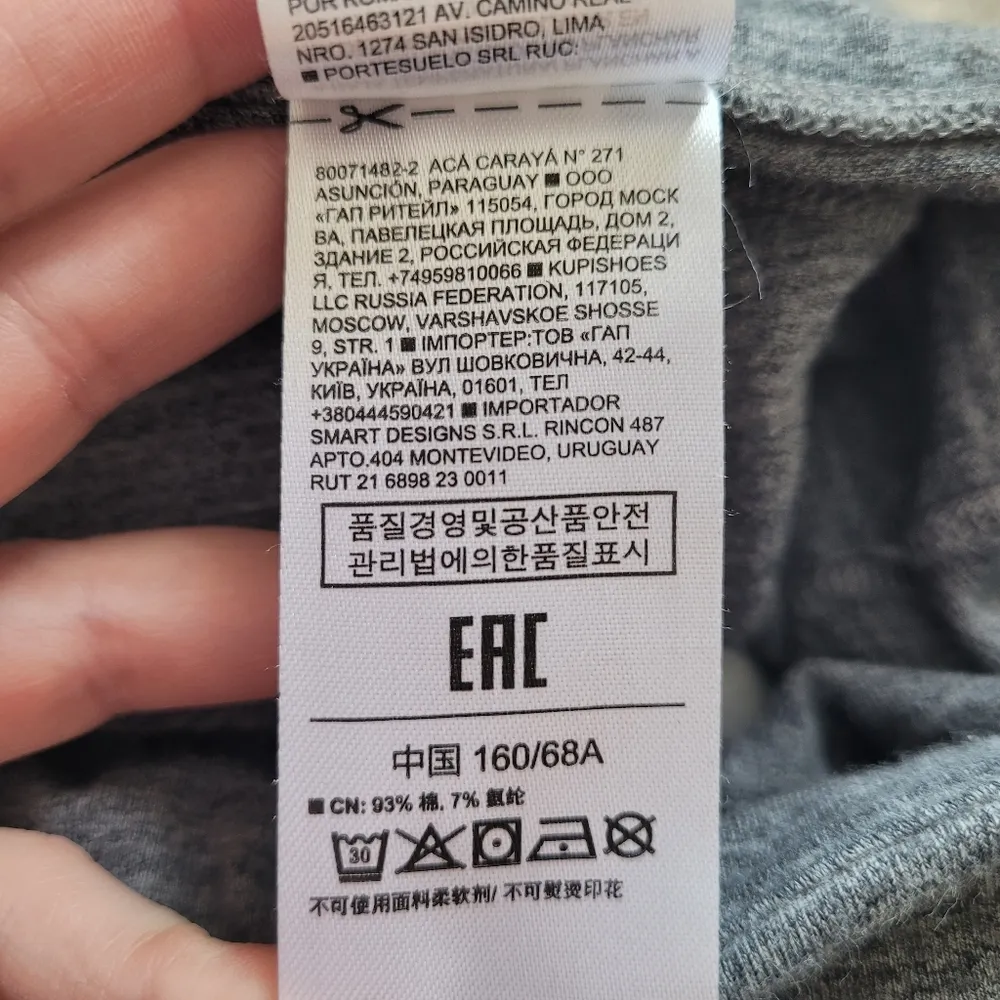 POR
20516463121 AV. CAMINO REAL
NRO. 1274 SAN ISIDRO, LIMA
■ PORTESUELO SRL RUC:
80071482-2 ACÁ CARAYÁ N° 271
ASUNCIÓN, PARAGUAY ■ ООО
«ГАП РИТЕЙЛ» 115054, ГОРОД МОСК
ВА, ПАВЕЛЕЦКАЯ ПЛОЩАДЬ, ДОМ 2,
ЗДАНИЕ 2, РОССИЙСКАЯ ФЕДЕРАЦИ
Я, ТЕЛ. +74959810066 ■ KUPISHOES
LLC RUSSIA FEDERATION, 117105,
MOSCOW, VARSHAVSKOE SHOSSE
9, STR. 1 ■ ІМПОРТЕР:ТОВ «ГАП
УКРАЇНА» ВУЛ ШОВКОВИЧНА, 42-44,
КИЇВ, УКРАЇНА, 01601, ТЕЛ
+380444590421 ■ IMPORTADOR
SMART DESIGNS S.R.L. RINCON 487
APTO.404 MONTEVIDEO, URUGUAY
RUT 21 6898 23 0011
품질경영및공산품안전
관리법에의한품질표시
EAC
中国 160/68A
■ CN: 93% 棉, 7% 氨纶
30
不可使用面料柔软剂/ 不可熨烫印花